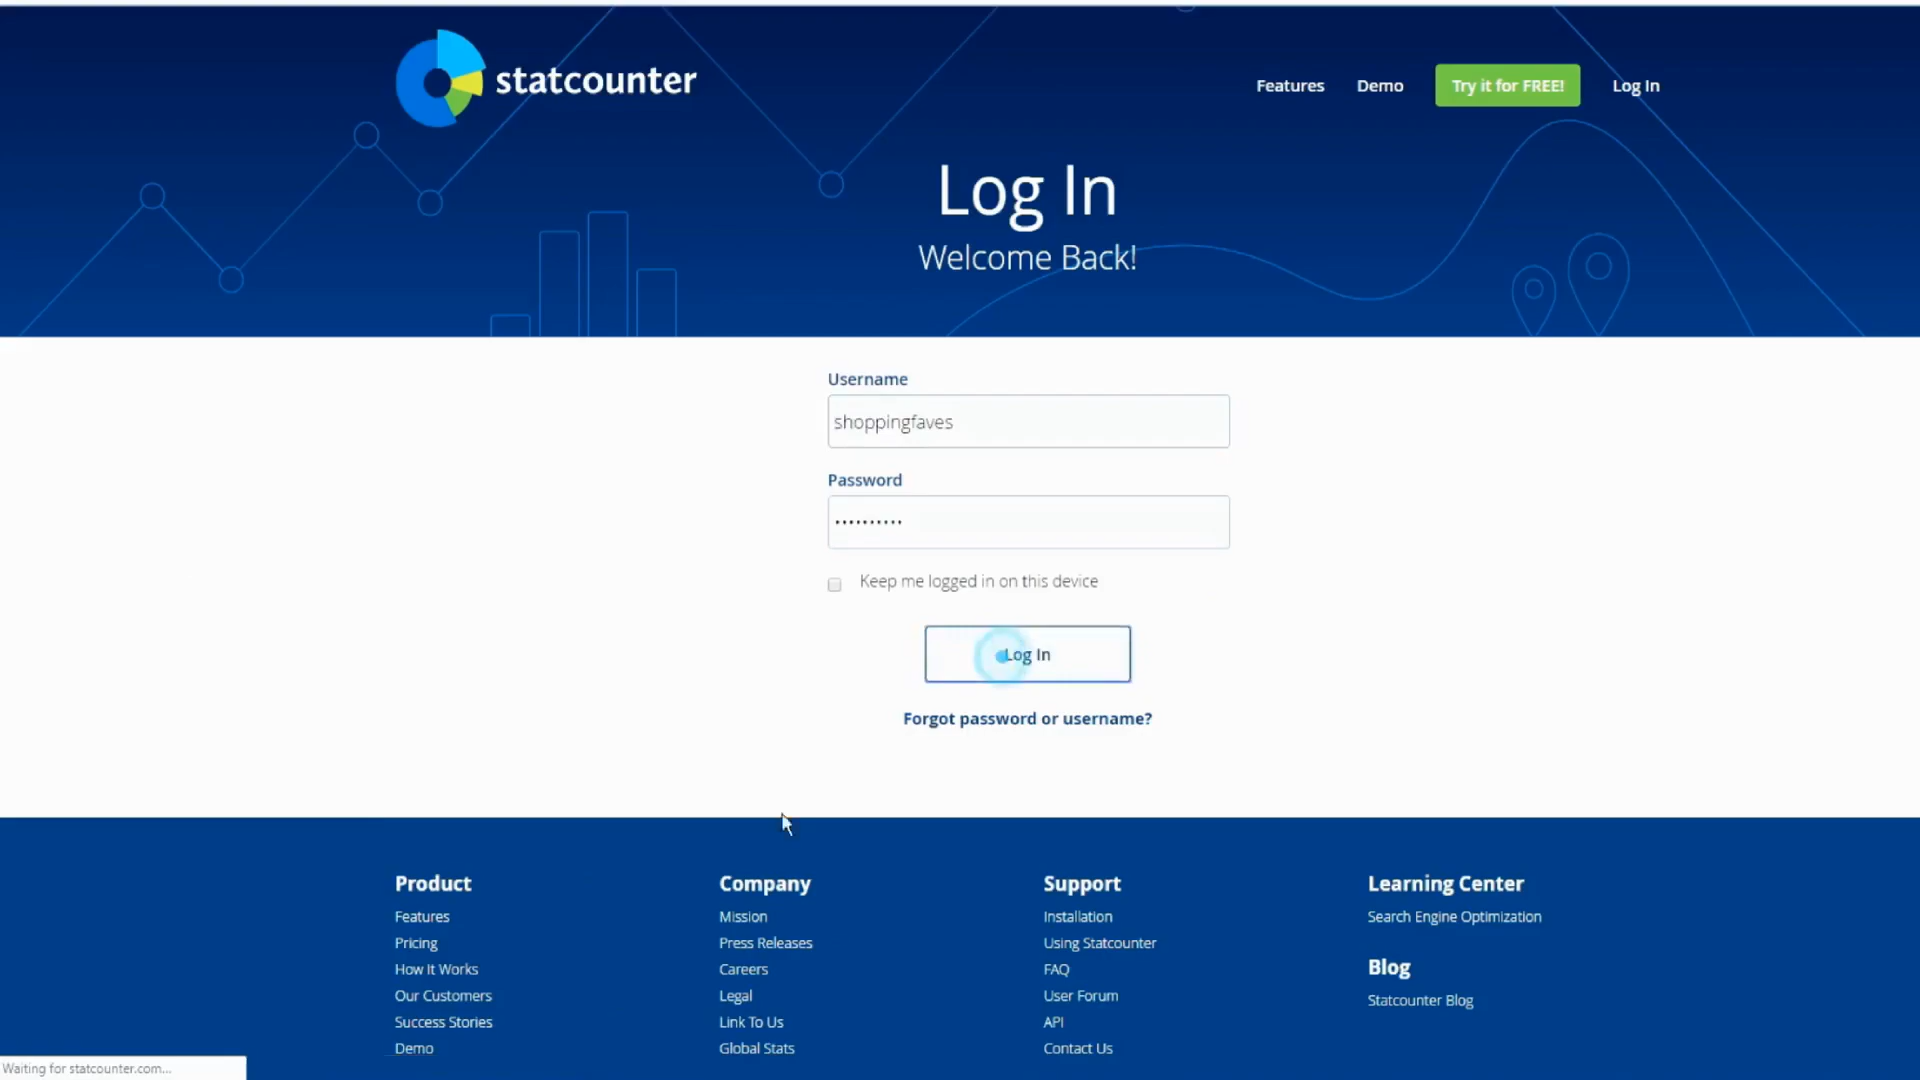 statcounter
Features Demo Try it for FREE! Log In
Log In
Welcome Back!
Username
shoppingfaves
Password
••••••••••
Keep me logged in on this device
Log In
Forgot password or username?
Product
Features
Pricing
How It Works
Our Customers
Success Stories
Demo
Company
Mission
Press Releases
Careers
Legal
Link To Us
Global Stats
Support
Installation
Using Statcounter
FAQ
User Forum
API
Contact Us
Learning Center
Search Engine Optimization
Blog
Statcounter Blog
Waiting for statcounter.com...